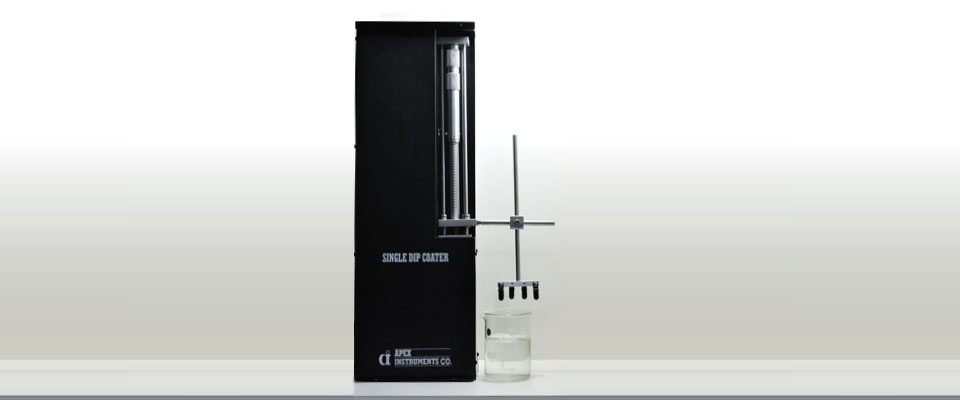 SINGLE DIP COATER
APEX
INSTRUMENTS CO.